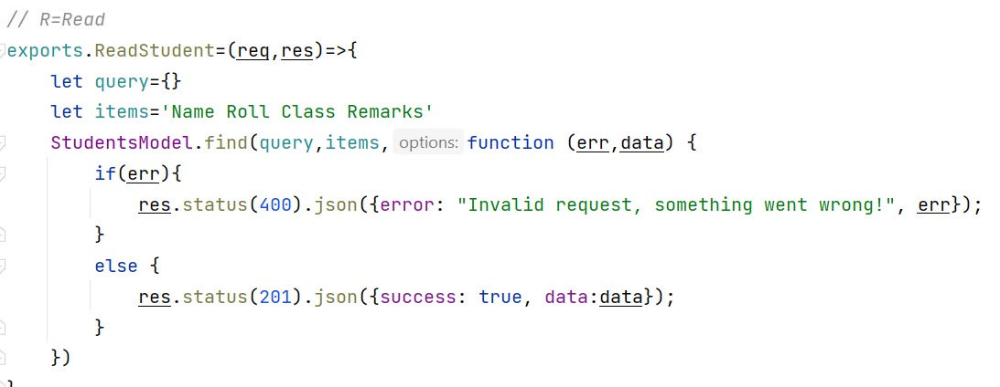 // R=Read
exports.ReadStudent=(req,res)=>{
    let query={}
    let items='Name Roll Class Remarks'
    StudentsModel.find(query,items, options: function (err,data) {
        if(err){
            res.status(400).json({error: "Invalid request, something went wrong!", err});
        }
        else {
            res.status(201).json({success: true, data:data});
        }
    })
}